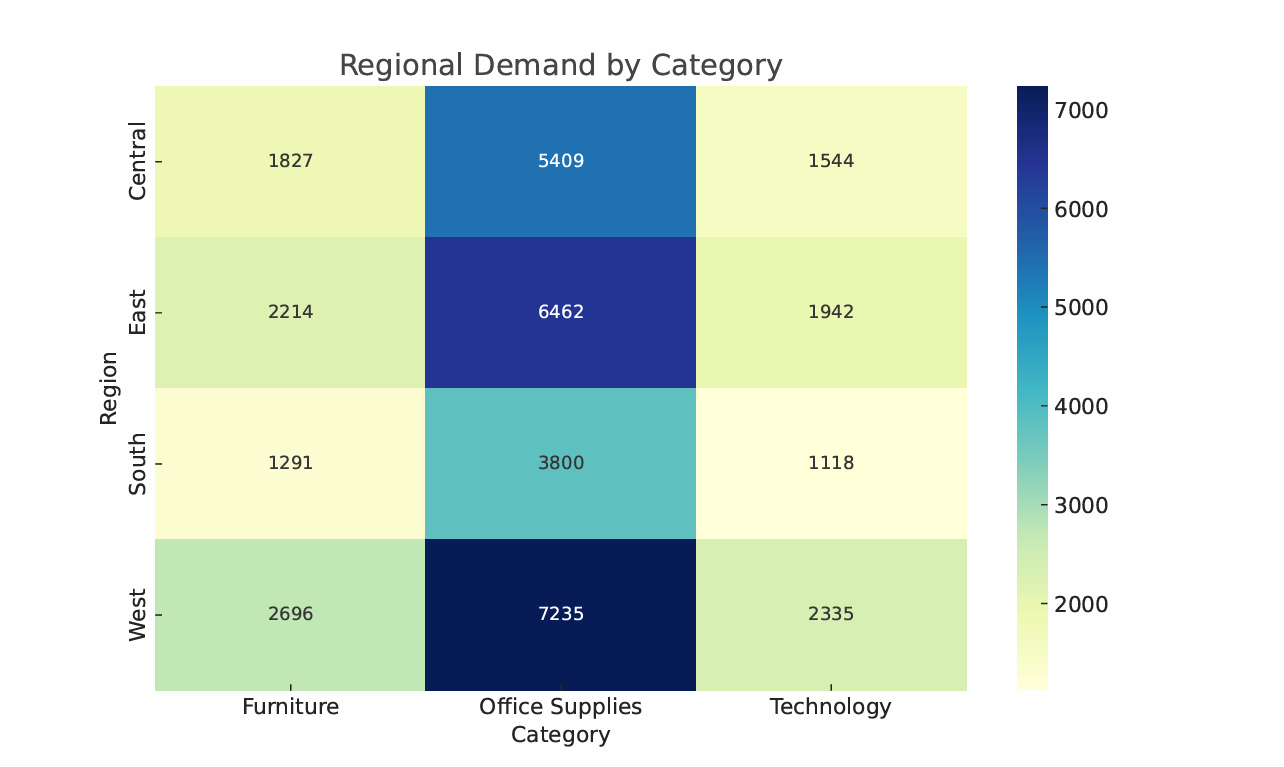 Regional Demand by Category
Region
Central 1827 5409 1544
East 2214 6462 1942
South 1291 3800 1118
West 2696 7235 2335
Furniture Office Supplies Technology
Category
7000
6000
5000
4000
3000
2000